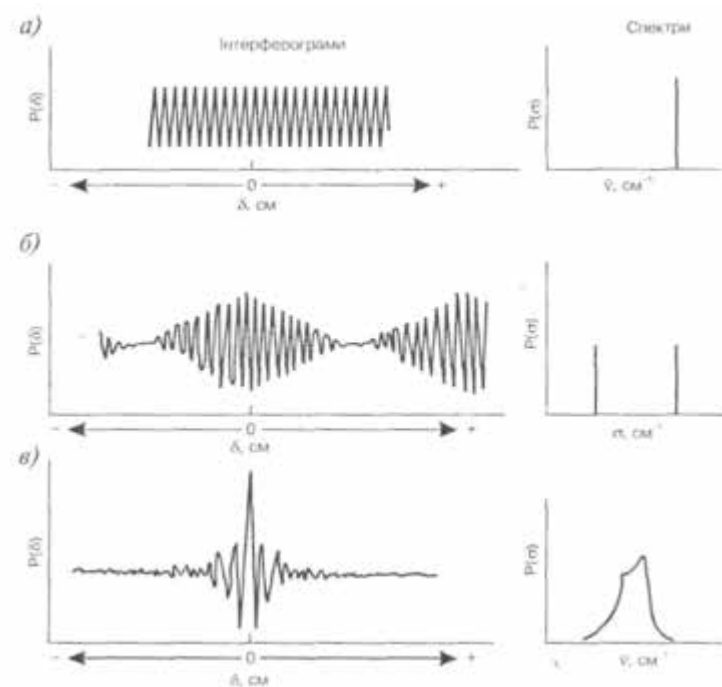 а)
Інтерферограми
Спектри
P(δ)
P(σ)
− 0 +
δ, см
ν̄, см⁻¹
б)
P(δ)
P(σ)
− 0 +
δ, см
σ, см⁻¹
в)
P(δ)
P(σ)
− 0 +
δ, см
ν̄, см⁻¹